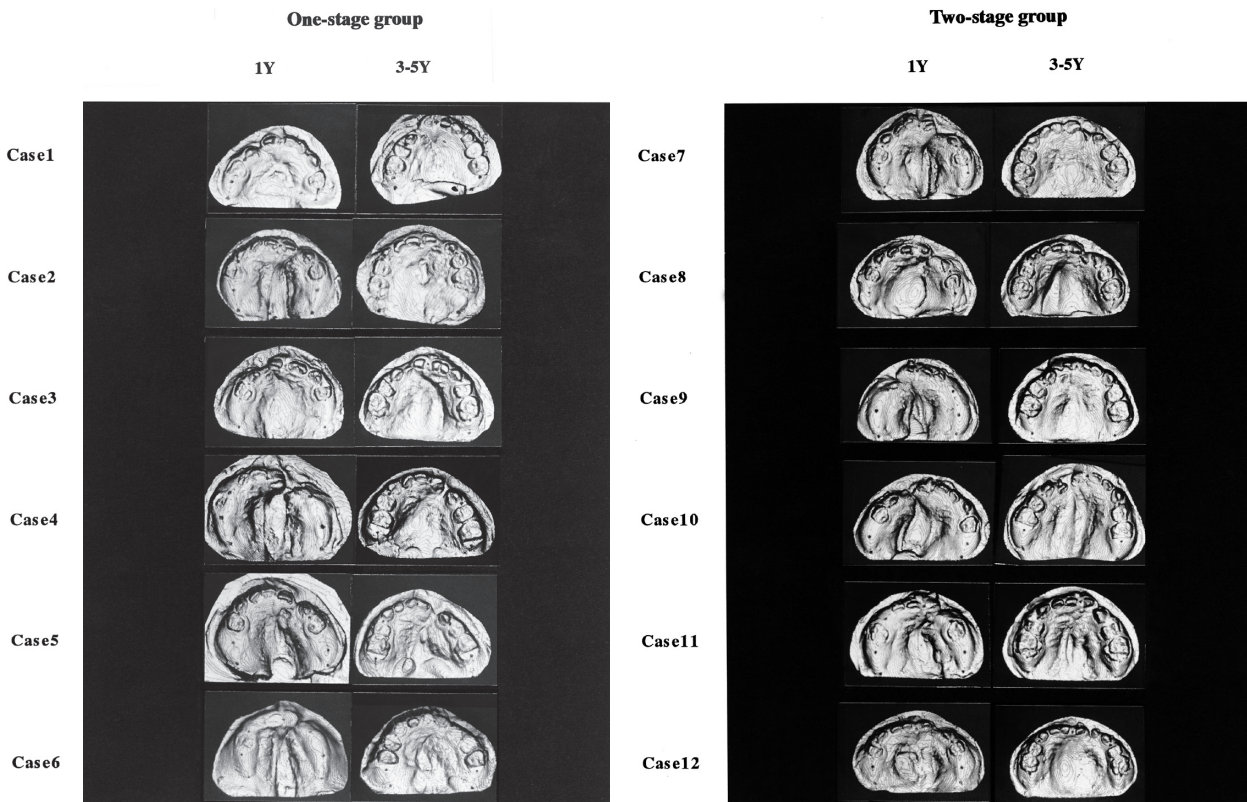 One-stage group
Two-stage group
1Y
3-5Y
1Y
3-5Y
Case1
Case7
Case2
Case8
Case3
Case9
Case4
Case10
Case5
Case11
Case6
Case12